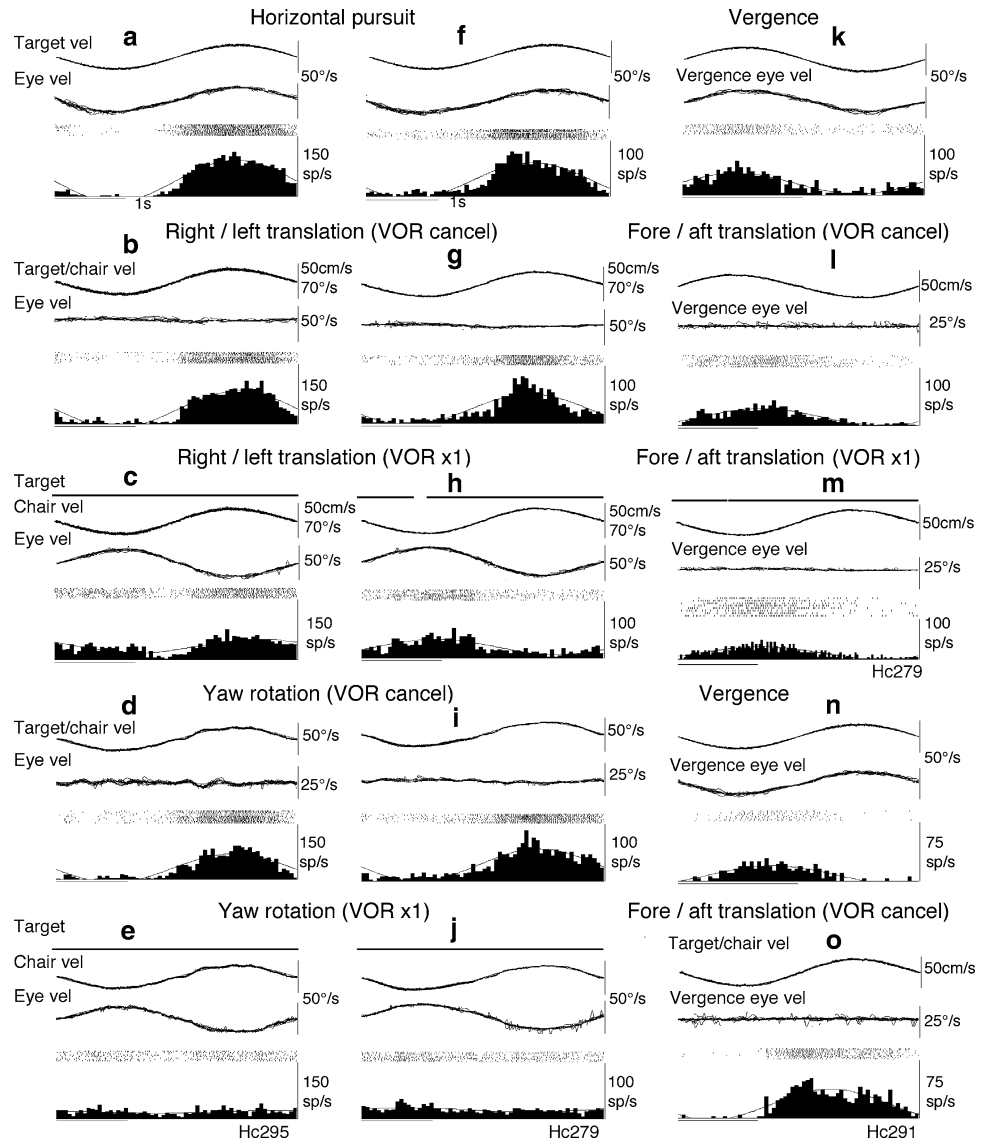 Horizontal pursuit
Vergence
a
f
k
Target vel
50°/s
50°/s
50°/s
Eye vel
Vergence eye vel
150
sp/s
100
sp/s
100
sp/s
1s
1s
Right / left translation (VOR cancel)
Fore / aft translation (VOR cancel)
b
g
l
Target/chair vel
50cm/s
70°/s
50cm/s
70°/s
50cm/s
Eye vel
Vergence eye vel
50°/s
50°/s
25°/s
150
sp/s
100
sp/s
100
sp/s
Right / left translation (VOR x1)
Fore / aft translation (VOR x1)
c
h
m
Target
Chair vel
50cm/s
70°/s
50cm/s
70°/s
50cm/s
Eye vel
Vergence eye vel
50°/s
50°/s
25°/s
150
sp/s
100
sp/s
100
sp/s
Hc279
Yaw rotation (VOR cancel)
Vergence
d
i
n
Target/chair vel
50°/s
50°/s
50°/s
Eye vel
Vergence eye vel
25°/s
25°/s
150
sp/s
100
sp/s
75
sp/s
Yaw rotation (VOR x1)
Fore / aft translation (VOR cancel)
e
j
o
Target
Target/chair vel
Chair vel
50cm/s
Eye vel
Vergence eye vel
50°/s
50°/s
25°/s
150
sp/s
100
sp/s
75
sp/s
Hc295
Hc279
Hc291